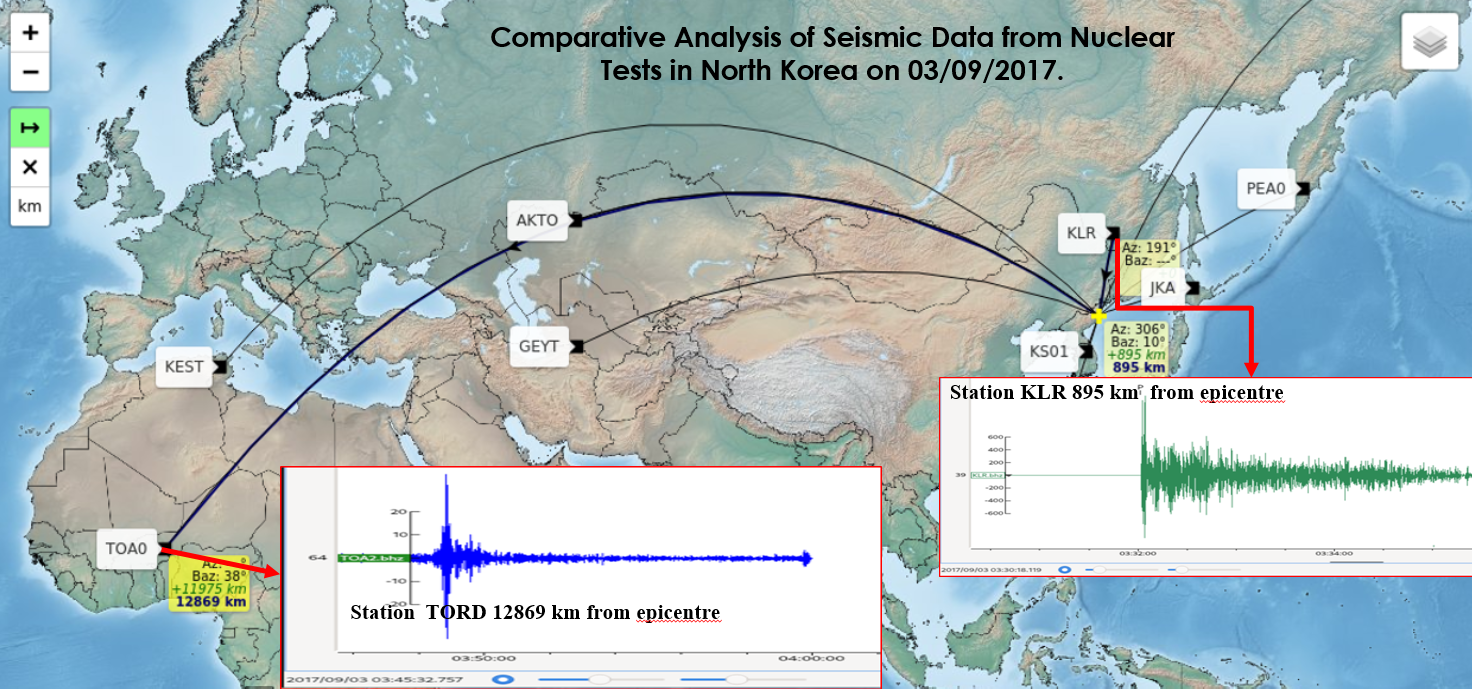 +
−
↦
×
km
Comparative Analysis of Seismic Data from Nuclear
Tests in North Korea on 03/09/2017.
PEA0
AKTO
KLR
Az: 191°
Baz: ---°
+0
JKA
GEYT
KS01
Az: 306°
Baz: 10°
+895 km
895 km
KEST
Station KLR 895 km from epicentre
P
600
400
200
39 KLR.bhz
-200
-400
-600
03:32:00 03:34:00
2017/09/03 03:30:18.119
TOA0
Az: °
Baz: 38°
+11975 km
12869 km
20
10
64 TOA2.bhz
-10
-20
Station TORD 12869 km from epicentre
03:50:00 04:00:00
2017/09/03 03:45:32.757